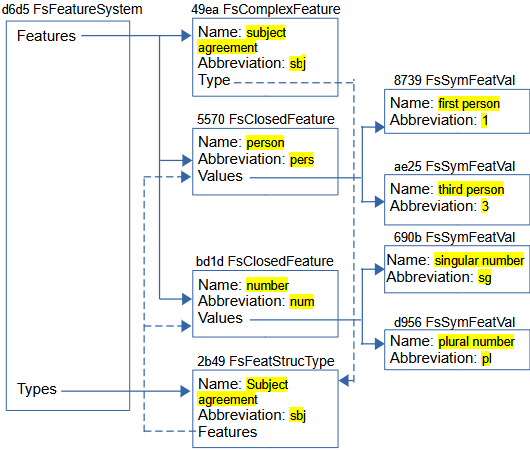 d6d5 FsFeatureSystem
Features
Types
49ea FsComplexFeature
Name: subject
agreement
Abbreviation: sbj
Type
5570 FsClosedFeature
Name: person
Abbreviation: pers
Values
bd1d FsClosedFeature
Name: number
Abbreviation: num
Values
2b49 FsFeatStrucType
Name: Subject
agreement
Abbreviation: sbj
Features
8739 FsSymFeatVal
Name: first person
Abbreviation: 1
ae25 FsSymFeatVal
Name: third person
Abbreviation: 3
690b FsSymFeatVal
Name: singular number
Abbreviation: sg
d956 FsSymFeatVal
Name: plural number
Abbreviation: pl